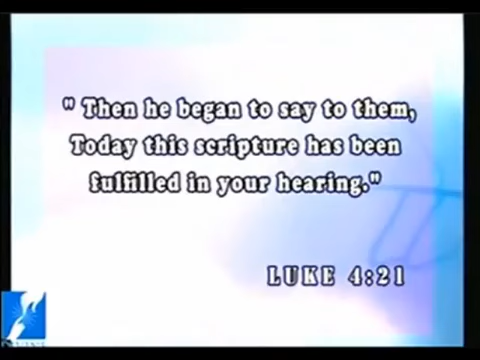 " Then he began to say to them,
Today this scripture has been
fulfilled in your hearing."
LUKE 4:21